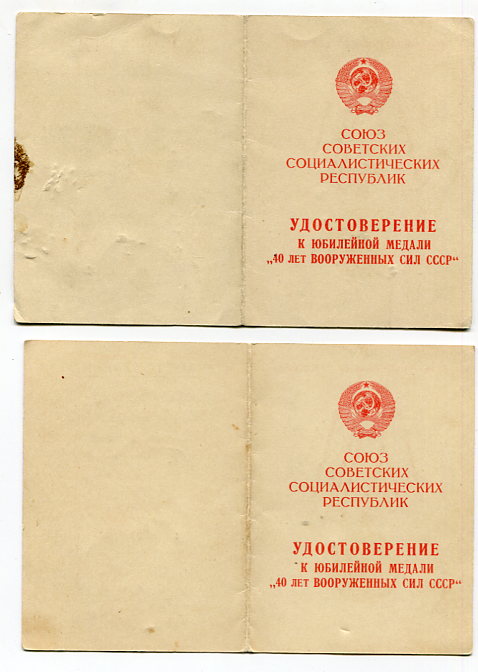 СОЮЗ
СОВЕТСКИХ
СОЦИАЛИСТИЧЕСКИХ
РЕСПУБЛИК
УДОСТОВЕРЕНИЕ
К ЮБИЛЕЙНОЙ МЕДАЛИ
„40 ЛЕТ ВООРУЖЕННЫХ СИЛ СССР“
СОЮЗ
СОВЕТСКИХ
СОЦИАЛИСТИЧЕСКИХ
РЕСПУБЛИК
УДОСТОВЕРЕНИЕ
К ЮБИЛЕЙНОЙ МЕДАЛИ
„40 ЛЕТ ВООРУЖЕННЫХ СИЛ СССР“